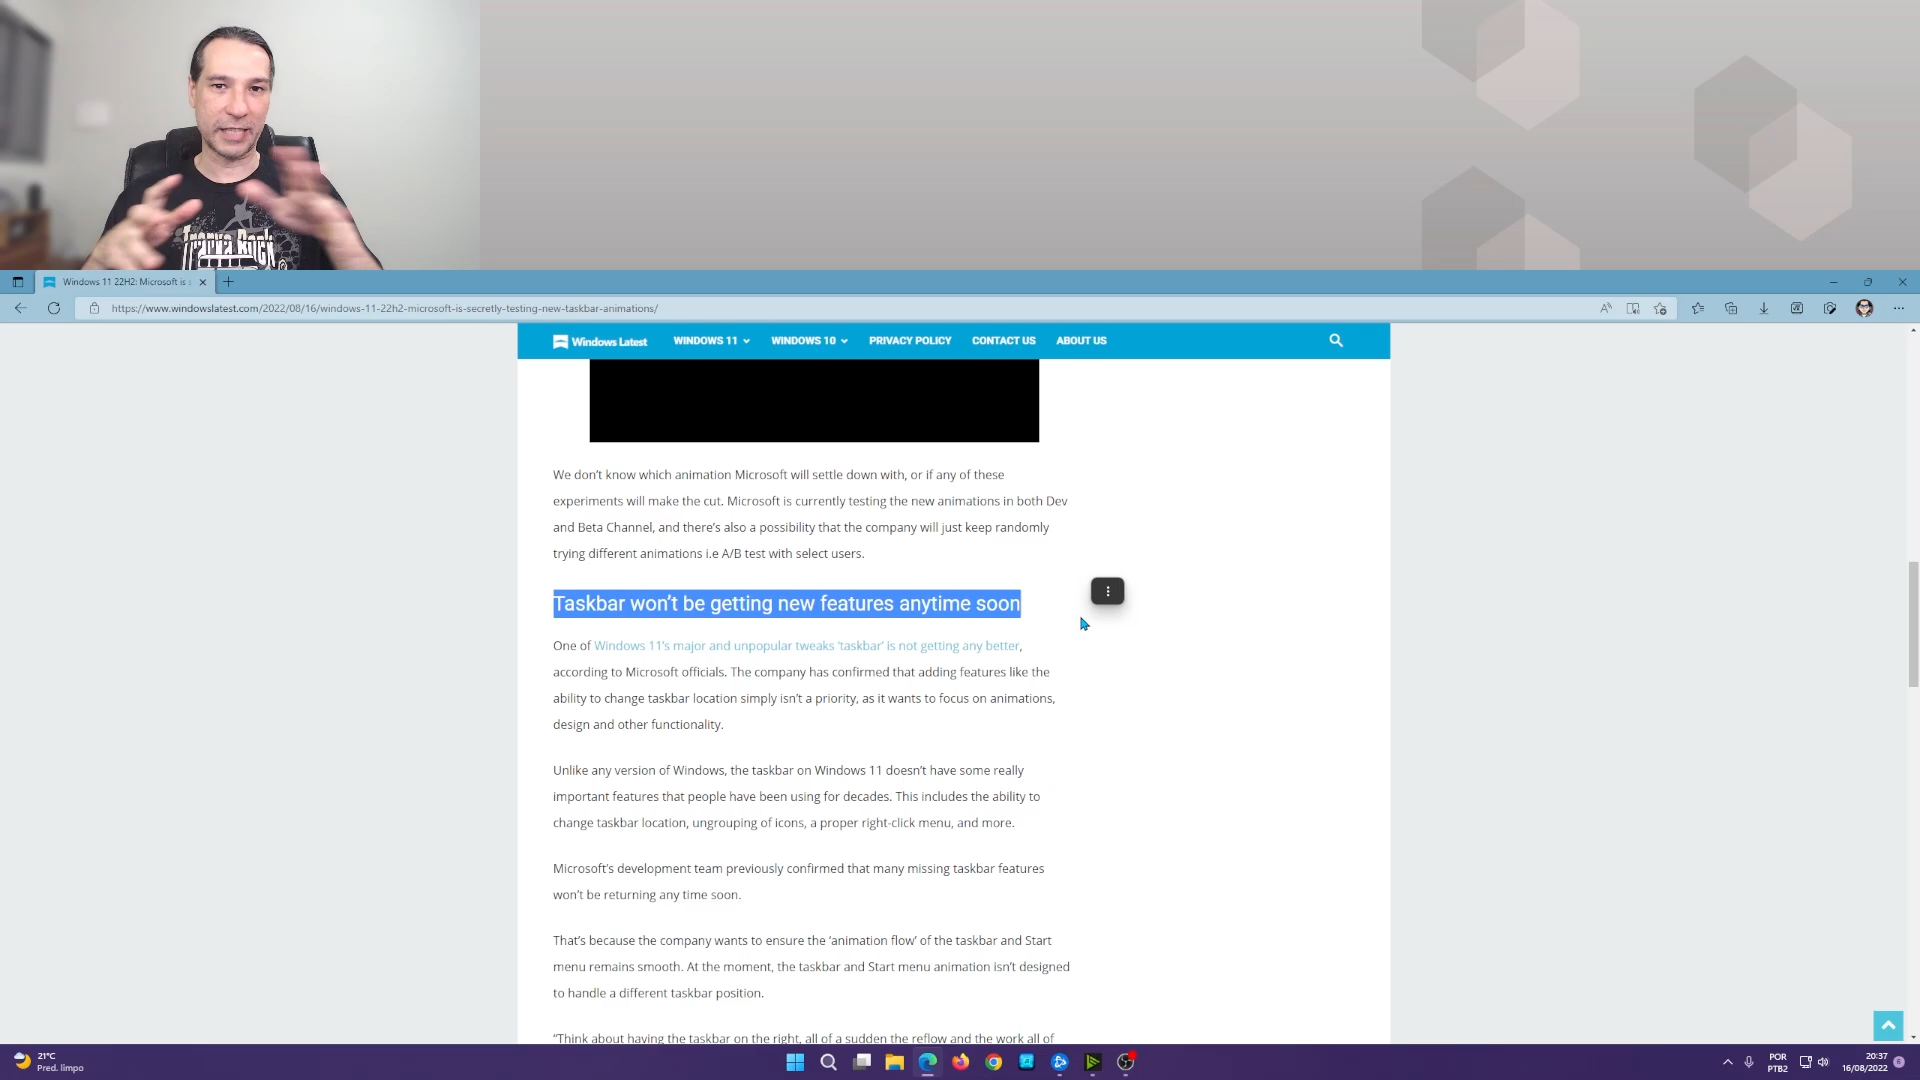 Windows 11 22H2: Microsoft is s
https://www.windowslatest.com/2022/08/16/windows-11-22h2-microsoft-is-secretly-testing-new-taskbar-animations/
Windows Latest
WINDOWS 11
WINDOWS 10
PRIVACY POLICY
CONTACT US
ABOUT US
We don't know which animation Microsoft will settle down with, or if any of these
experiments will make the cut. Microsoft is currently testing the new animations in both Dev
and Beta Channel, and there's also a possibility that the company will just keep randomly
trying different animations i.e A/B test with select users.
Taskbar won't be getting new features anytime soon
One of Windows 11's major and unpopular tweaks 'taskbar' is not getting any better,
according to Microsoft officials. The company has confirmed that adding features like the
ability to change taskbar location simply isn't a priority, as it wants to focus on animations,
design and other functionality.
Unlike any version of Windows, the taskbar on Windows 11 doesn't have some really
important features that people have been using for decades. This includes the ability to
change taskbar location, ungrouping of icons, a proper right-click menu, and more.
Microsoft's development team previously confirmed that many missing taskbar features
won't be returning any time soon.
That's because the company wants to ensure the 'animation flow' of the taskbar and Start
menu remains smooth. At the moment, the taskbar and Start menu animation isn't designed
to handle a different taskbar position.
"Think about having the taskbar on the right, all of a sudden the reflow and the work all of
21°C
Pred. limpo
POR
PTB2
20:37
16/08/2022